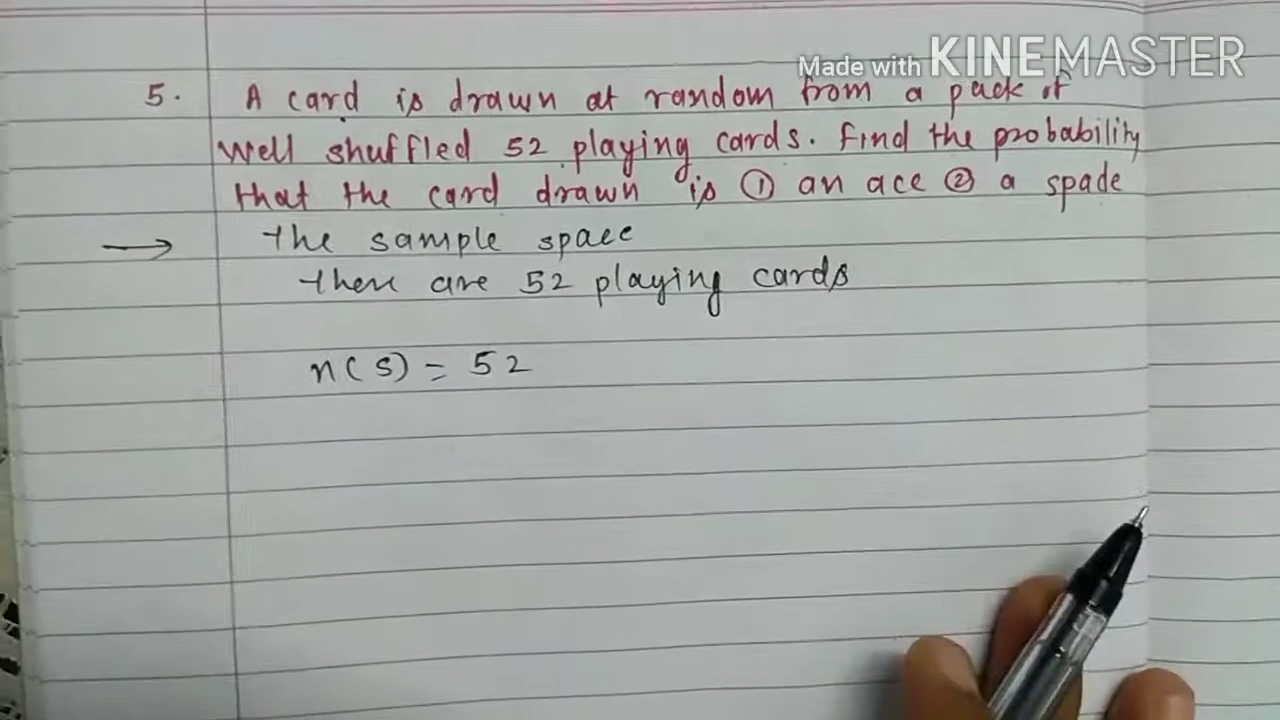 Made with KINEMASTER
5. A card is drawn at random from a pack of
well shuffled 52 playing cards. Find the probability
that the card drawn is ① an ace ② a spade
→ the sample space
there are 52 playing cards
n(S) = 52